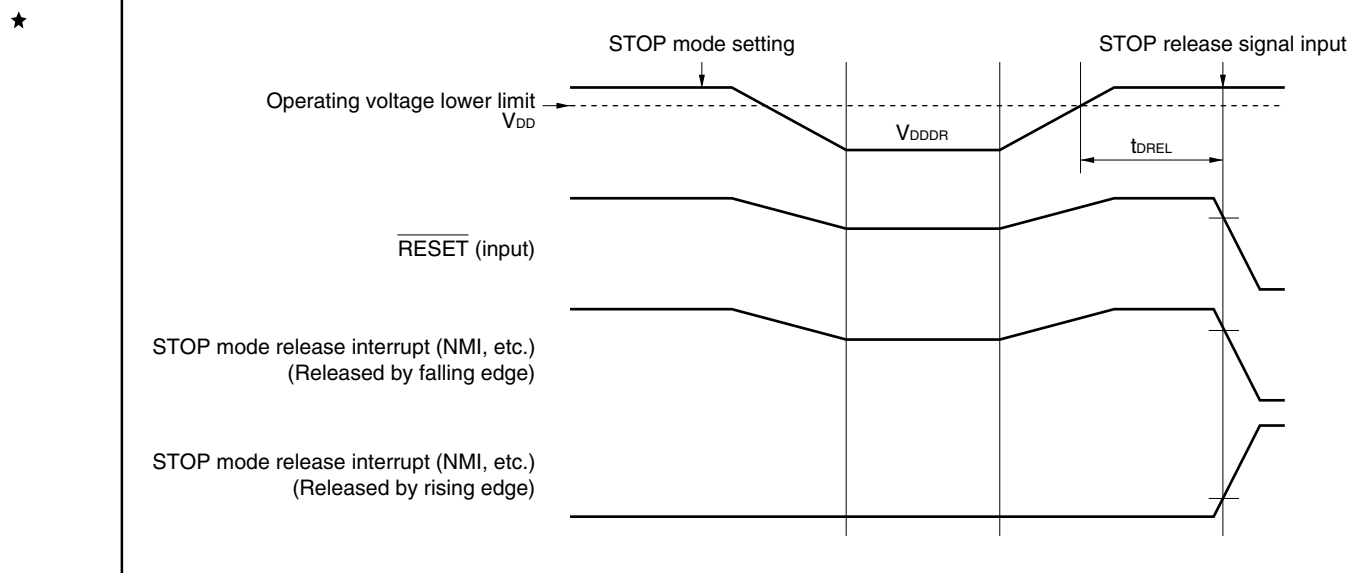 ★
STOP mode setting
STOP release signal input
Operating voltage lower limit
VDD
VDDDR
tDREL
RESET (input)
STOP mode release interrupt (NMI, etc.)
(Released by falling edge)
STOP mode release interrupt (NMI, etc.)
(Released by rising edge)